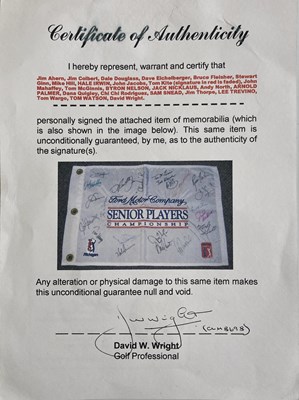 Certificate of Authenticity
I hereby represent, warrant and certify that
Jim Ahern, Jim Colbert, Dale Douglass, Dave Eichelberger, Bruce Fleisher, Stewart
Ginn, Mike Hill, HALE IRWIN, John Jacobs, Tom Kite (signature in red is faded), John
Mahaffey, Tom McGinnis, BYRON NELSON, JACK NICKLAUS, Andy North, ARNOLD
PALMER, Dana Quigley, Chi Chi Rodriguez, SAM SNEAD, Jim Thorpe, LEE TREVINO,
Tom Wargo, TOM WATSON, David Wright.
personally signed the attached item of memorabilia (which
is also shown in the image below). This same item is
unconditionally guaranteed, by me, as to the authenticity
of the signature(s).
Ford Motor Company
SENIOR PLAYERS
CHAMPIONSHIP
Any alteration or physical damage to this same item makes
this unconditional guarantee null and void.
David W. Wright
Golf Professional